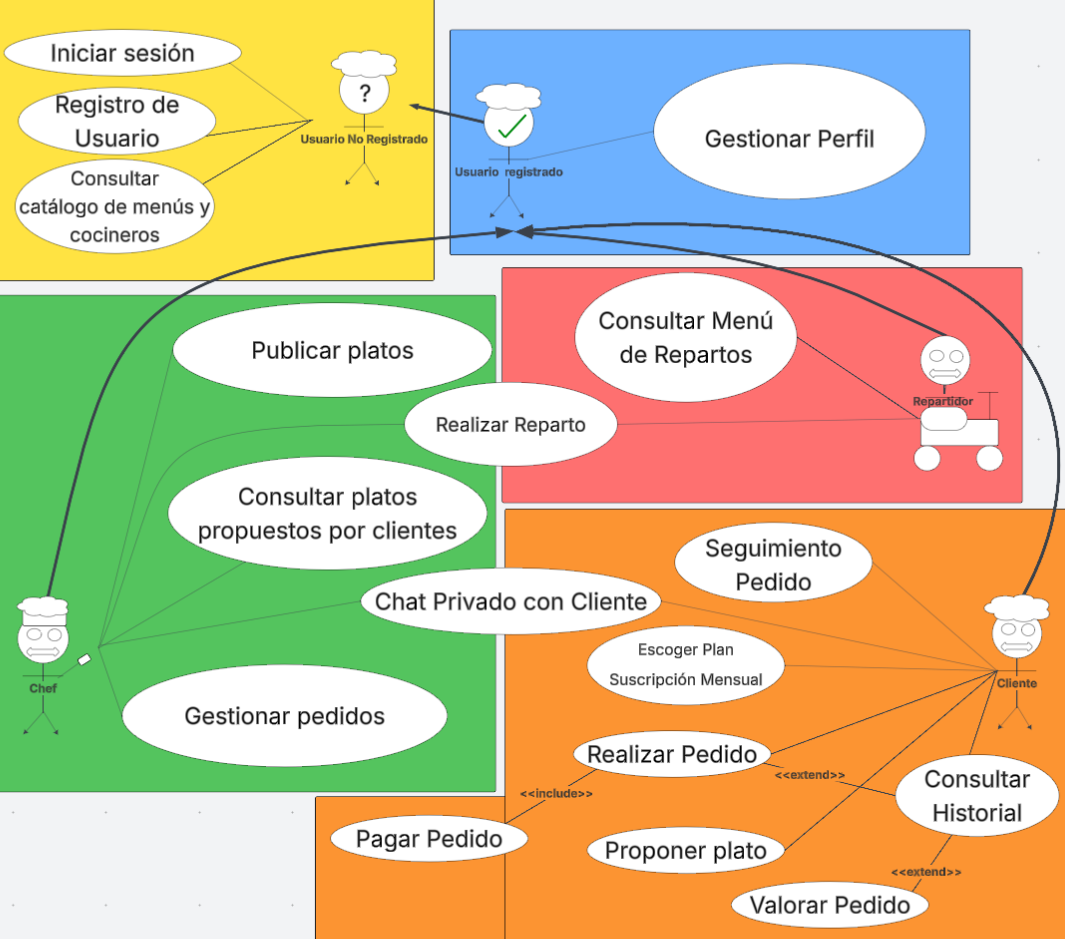 Iniciar sesión
Registro de
Usuario
Consultar
catálogo de menús y
cocineros
?
Usuario No Registrado
Usuario registrado
Gestionar Perfil
Publicar platos
Consultar Menú
de Repartos
Repartidor
Realizar Reparto
Consultar platos
propuestos por clientes
Seguimiento
Pedido
Chat Privado con Cliente
Escoger Plan
Suscripción Mensual
Chef
Cliente
Gestionar pedidos
Realizar Pedido
<<extend>>
<<include>>
Consultar
Historial
Pagar Pedido
Proponer plato
<<extend>>
Valorar Pedido